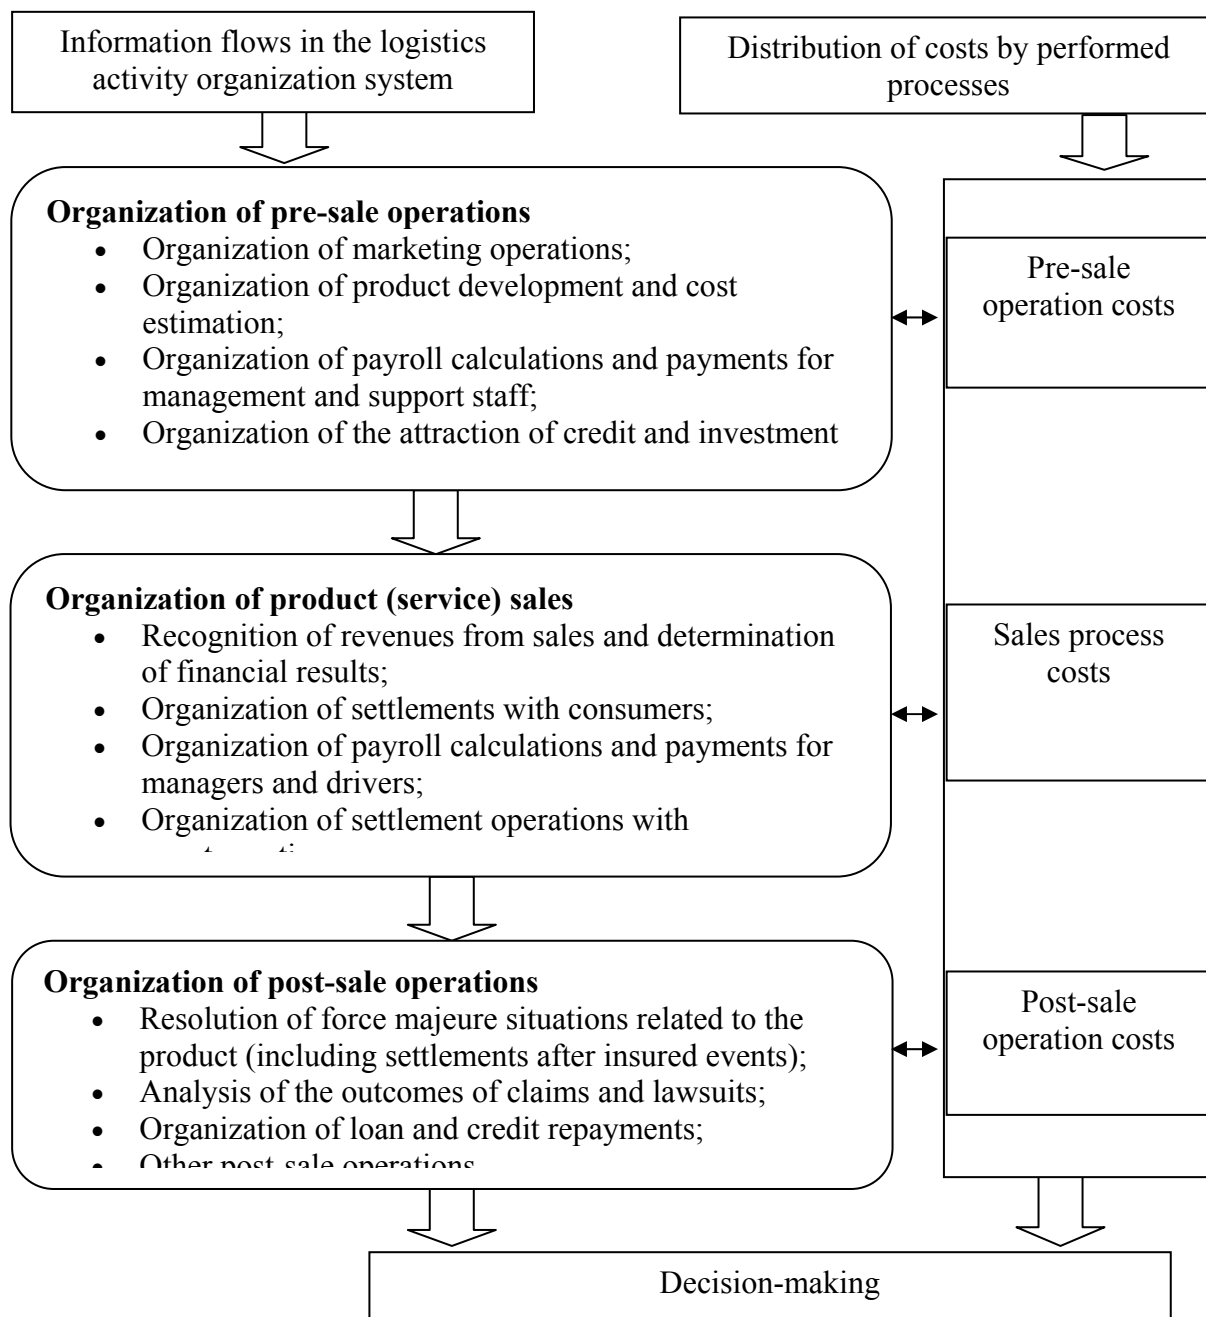 Information flows in the logistics
activity organization system
Distribution of costs by performed
processes
Organization of pre-sale operations
• Organization of marketing operations;
• Organization of product development and cost
estimation;
• Organization of payroll calculations and payments for
management and support staff;
• Organization of the attraction of credit and investment
Pre-sale
operation costs
Organization of product (service) sales
• Recognition of revenues from sales and determination
of financial results;
• Organization of settlements with consumers;
• Organization of payroll calculations and payments for
managers and drivers;
• Organization of settlement operations with
Sales process
costs
Organization of post-sale operations
• Resolution of force majeure situations related to the
product (including settlements after insured events);
• Analysis of the outcomes of claims and lawsuits;
• Organization of loan and credit repayments;
• Other post-sale operations
Post-sale
operation costs
Decision-making